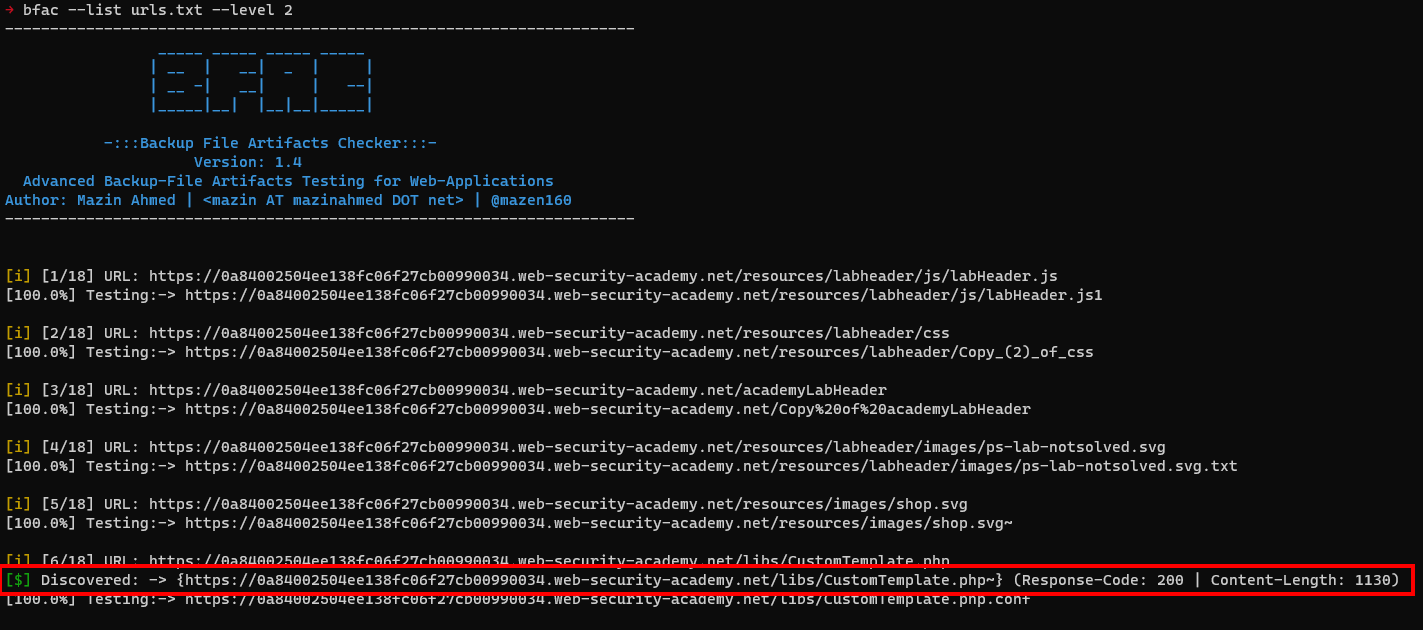 → bfac --list urls.txt --level 2
----------------------------------------------------------------------
BFAC
-:::Backup File Artifacts Checker:::-
Version: 1.4
Advanced Backup-File Artifacts Testing for Web-Applications
Author: Mazin Ahmed | <mazin AT mazinahmed DOT net> | @mazen160
----------------------------------------------------------------------
[i] [1/18] URL: https://0a84002504ee138fc06f27cb00990034.web-security-academy.net/resources/labheader/js/labHeader.js
[100.0%] Testing:-> https://0a84002504ee138fc06f27cb00990034.web-security-academy.net/resources/labheader/js/labHeader.js1
[i] [2/18] URL: https://0a84002504ee138fc06f27cb00990034.web-security-academy.net/resources/labheader/css
[100.0%] Testing:-> https://0a84002504ee138fc06f27cb00990034.web-security-academy.net/resources/labheader/Copy_(2)_of_css
[i] [3/18] URL: https://0a84002504ee138fc06f27cb00990034.web-security-academy.net/academyLabHeader
[100.0%] Testing:-> https://0a84002504ee138fc06f27cb00990034.web-security-academy.net/Copy%20of%20academyLabHeader
[i] [4/18] URL: https://0a84002504ee138fc06f27cb00990034.web-security-academy.net/resources/labheader/images/ps-lab-notsolved.svg
[100.0%] Testing:-> https://0a84002504ee138fc06f27cb00990034.web-security-academy.net/resources/labheader/images/ps-lab-notsolved.svg.txt
[i] [5/18] URL: https://0a84002504ee138fc06f27cb00990034.web-security-academy.net/resources/images/shop.svg
[100.0%] Testing:-> https://0a84002504ee138fc06f27cb00990034.web-security-academy.net/resources/images/shop.svg~
[i] [6/18] URL: https://0a84002504ee138fc06f27cb00990034.web-security-academy.net/libs/CustomTemplate.php
[$] Discovered: -> {https://0a84002504ee138fc06f27cb00990034.web-security-academy.net/libs/CustomTemplate.php~} (Response-Code: 200 | Content-Length: 1130)
[100.0%] Testing:-> https://0a84002504ee138fc06f27cb00990034.web-security-academy.net/libs/CustomTemplate.php.conf